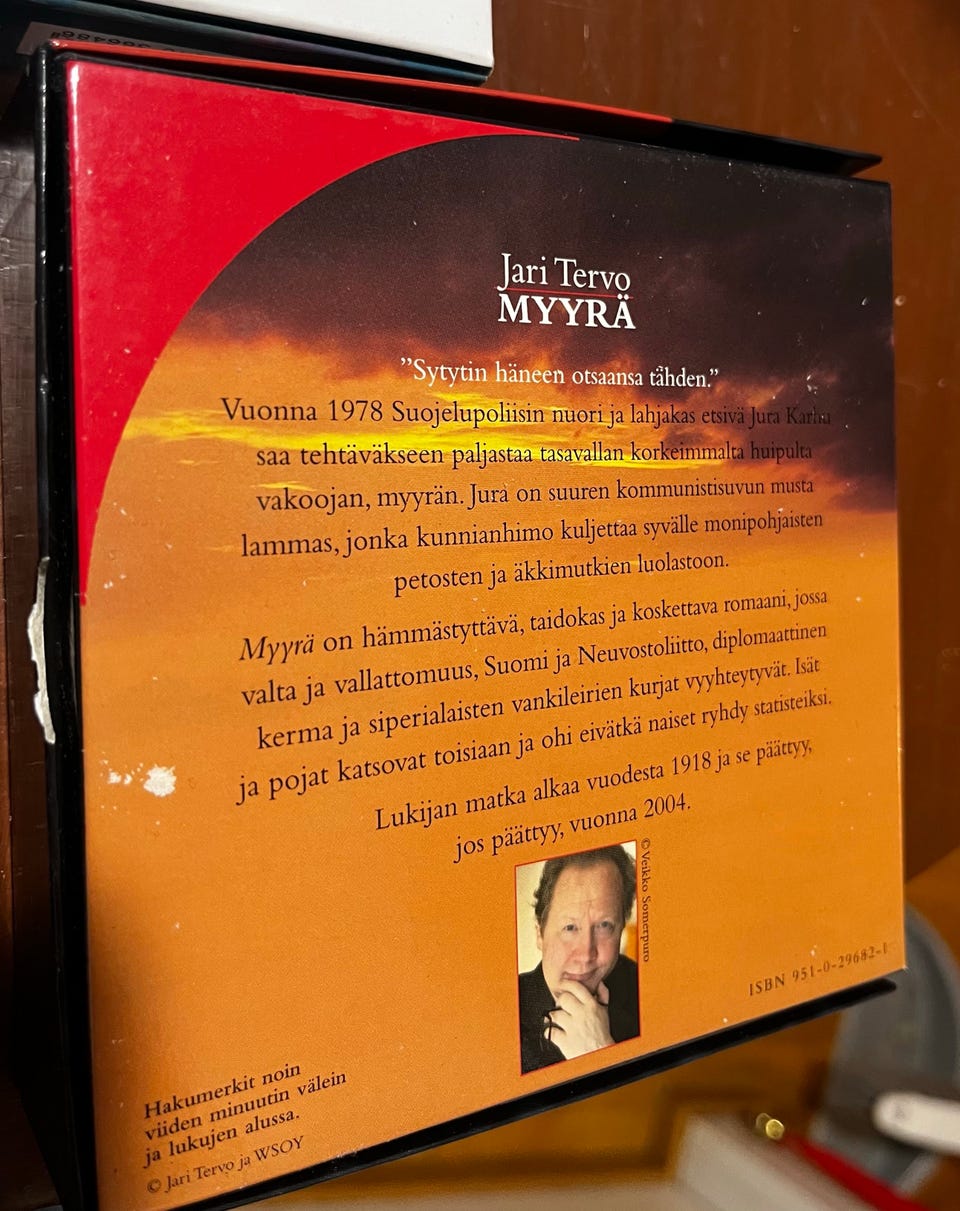 Jari Tervo
MYYRÄ
”Sytytin häneen otsaansa tähden.”
Vuonna 1978 Suojelupoliisin nuori ja lahjakas etsivä Jura Karhu
saa tehtäväkseen paljastaa tasavallan korkeimmalta huipulta
vakoojan, myyrän. Jura on suuren kommunistisuvun musta
lammas, jonka kunnianhimo kuljettaa syvälle monipohjaisten
petosten ja äkkimutkien luolastoon.
Myyrä on hämmästyttävä, taidokas ja koskettava romaani, jossa
valta ja vallattomuus, Suomi ja Neuvostoliitto, diplomaattinen
kerma ja siperialaisten vankileirien kurjat vyyhteytyvät. Isät
ja pojat katsovat toisiaan ja ohi eivätkä naiset ryhdy statisteiksi.
Lukijan matka alkaa vuodesta 1918 ja se päättyy,
jos päättyy, vuonna 2004.
© Veikko Somerpuro
ISBN 951-0-29682-1
Hakumerkit noin
viiden minuutin välein
ja lukujen alussa.
© Jari Tervo ja WSOY